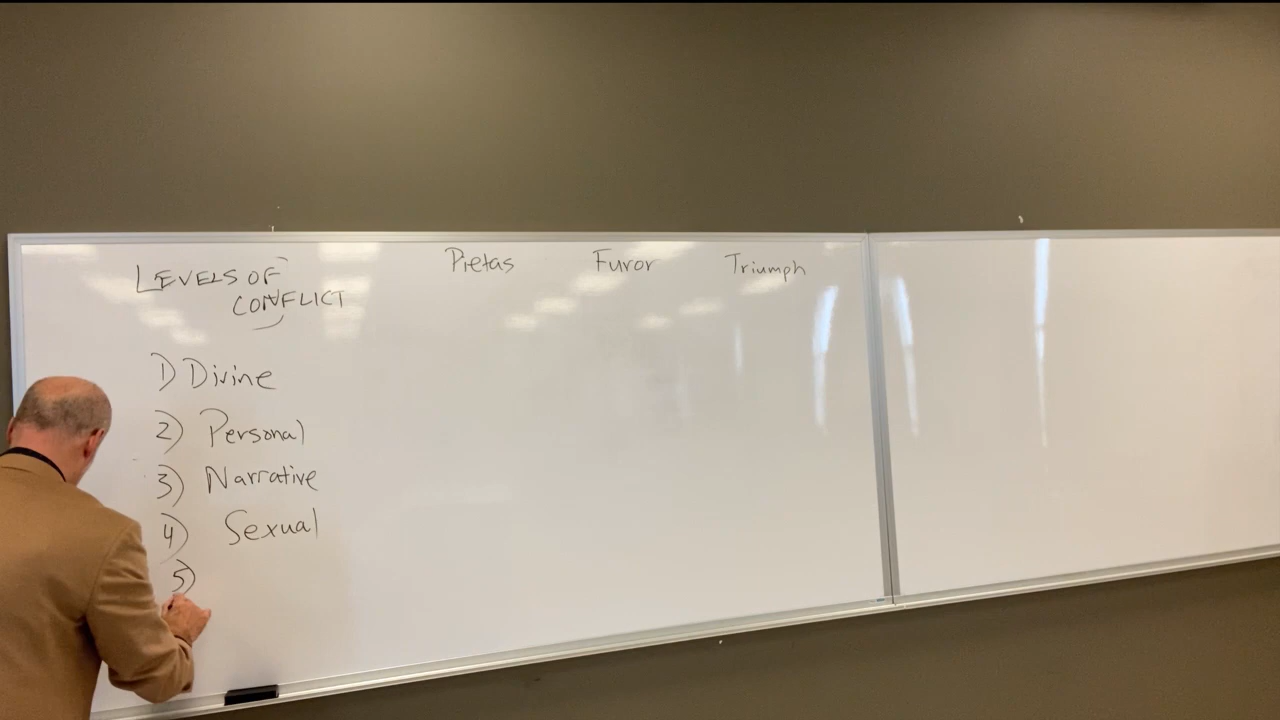 LEVELS OF
CONFLICT
Pietas Furor Triumph
1) Divine
2) Personal
3) Narrative
4) Sexual
5)